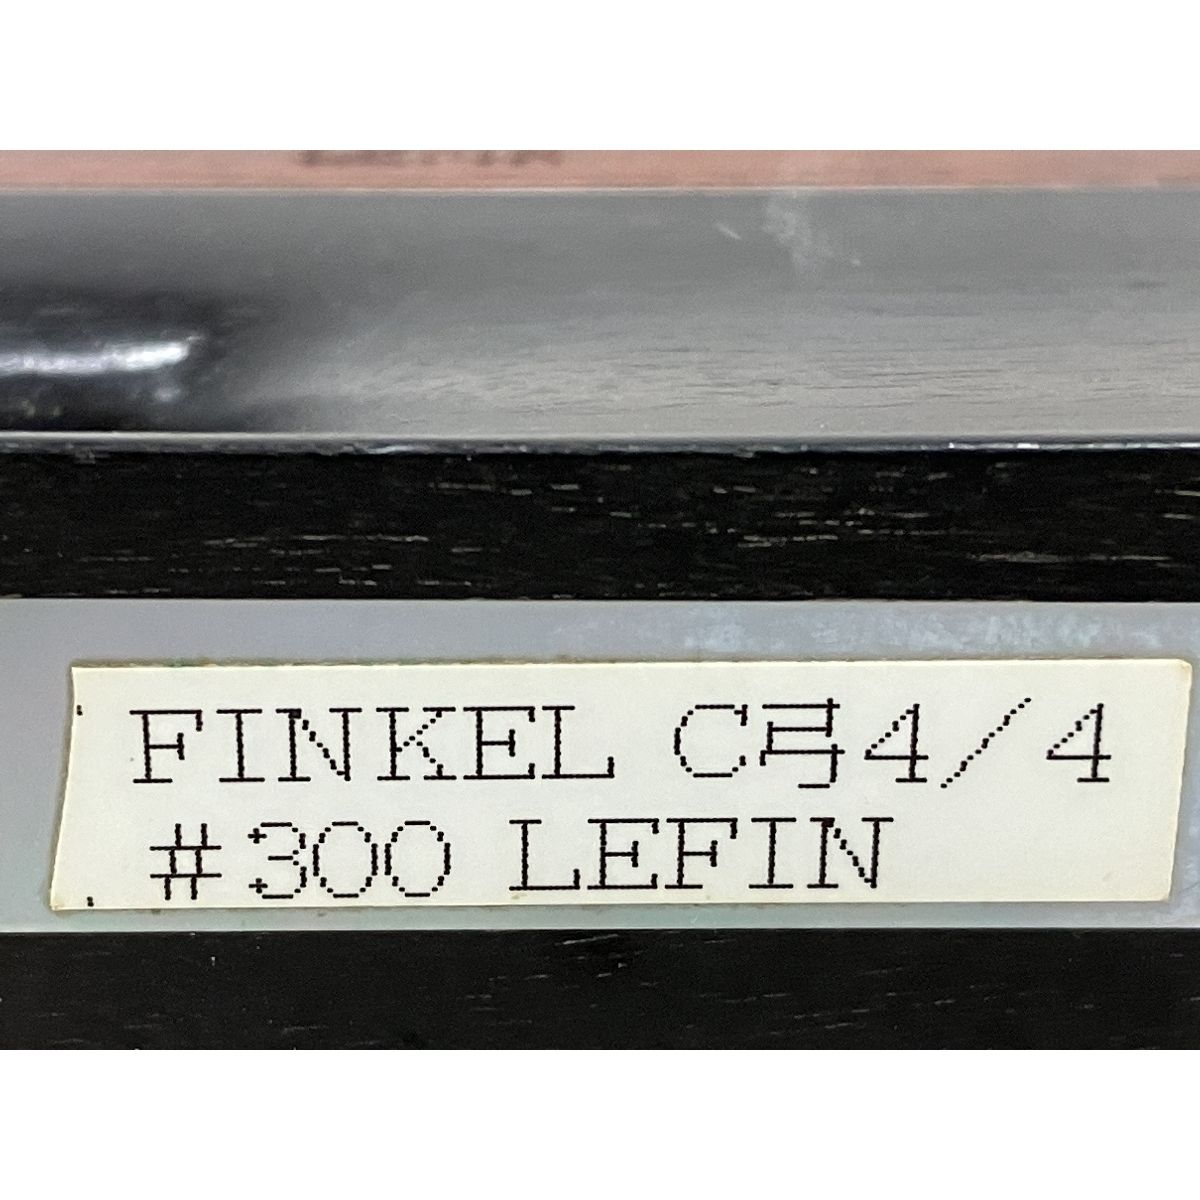 FINKEL C弓4/4
#300 LEFIN